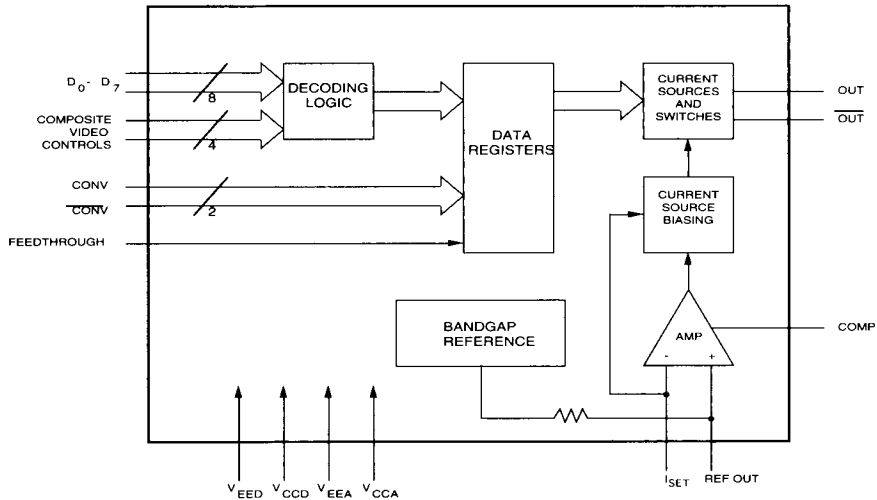 D0- D7
8
COMPOSITE
VIDEO
CONTROLS
4
CONV
CONV
2
FEEDTHROUGH
DECODING
LOGIC
DATA
REGISTERS
CURRENT
SOURCES
AND
SWITCHES
OUT
OUT
CURRENT
SOURCE
BIASING
AMP
- +
COMP
BANDGAP
REFERENCE
VEED
VCCD
VEEA
VCCA
ISET
REF OUT